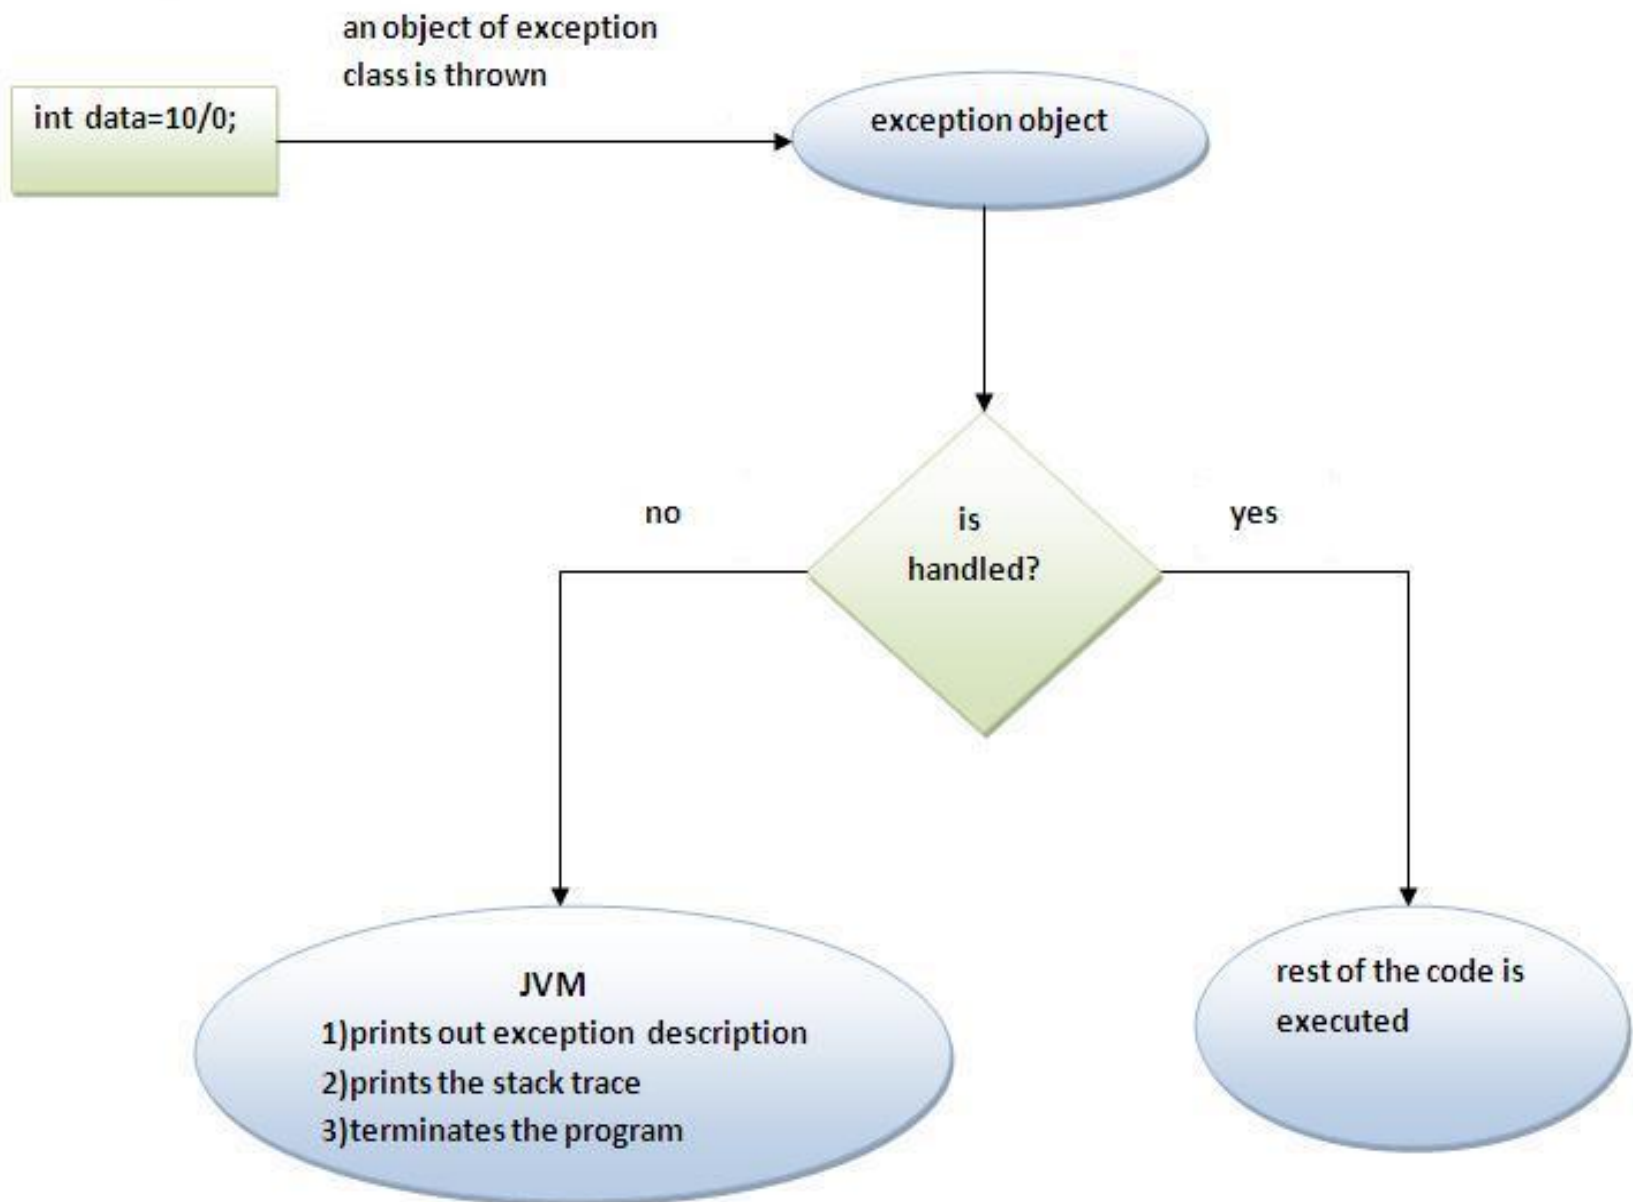 an object of exception
class is thrown
int data=10/0;
exception object
is
handled?
no
yes
JVM
1)prints out exception description
2)prints the stack trace
3)terminates the program
rest of the code is
executed